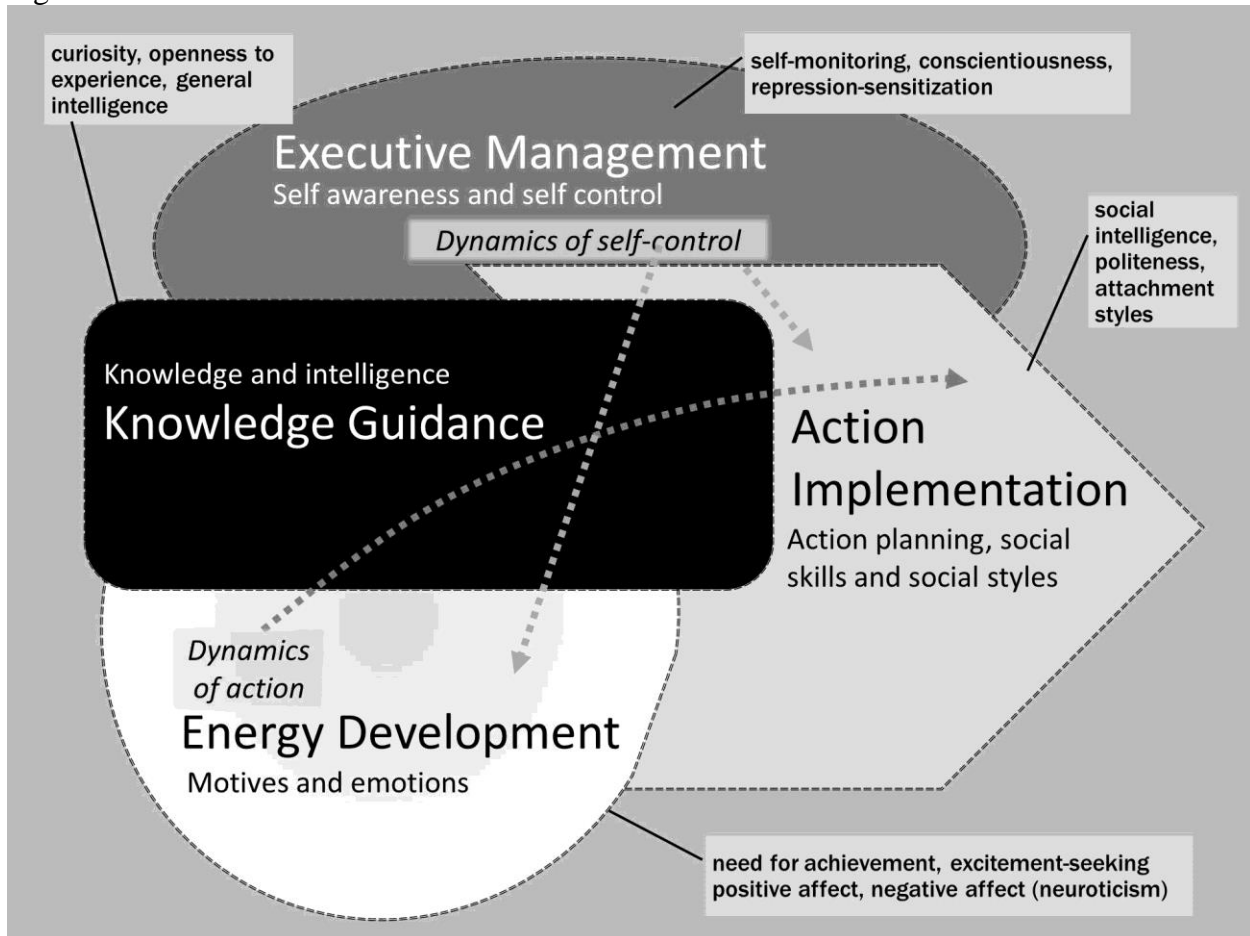 curiosity, openness to
experience, general
intelligence
self-monitoring, conscientiousness,
repression-sensitization
Executive Management
Self awareness and self control
Dynamics of self-control
social
intelligence,
politeness,
attachment
styles
Knowledge and intelligence
Knowledge Guidance
Action
Implementation
Action planning, social
skills and social styles
Dynamics
of action
Energy Development
Motives and emotions
need for achievement, excitement-seeking
positive affect, negative affect (neuroticism)